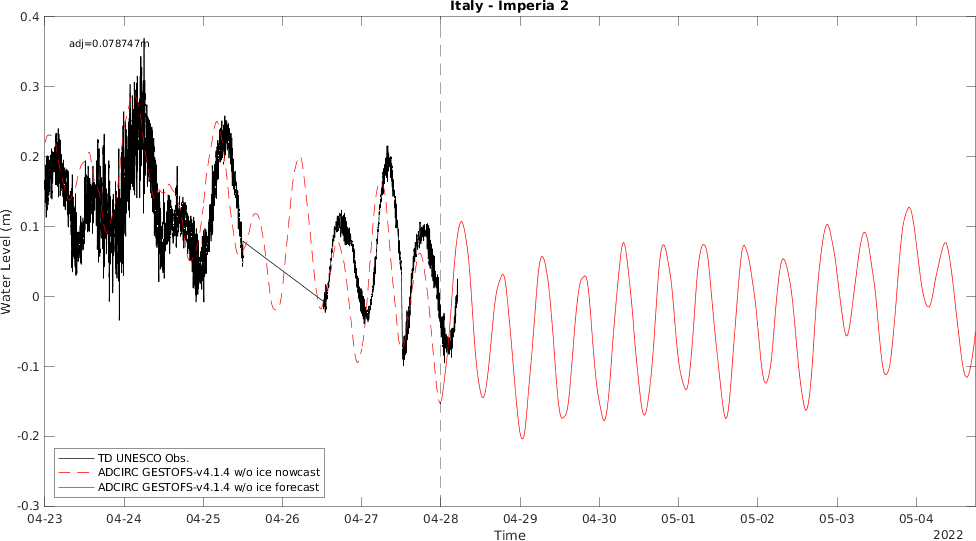 Italy - Imperia 2
adj=0.078747m
Water Level (m)
0.4
0.3
0.2
0.1
0
-0.1
-0.2
-0.3
TD UNESCO Obs.
ADCIRC GESTOFS-v4.1.4 w/o ice nowcast
ADCIRC GESTOFS-v4.1.4 w/o ice forecast
04-23 04-24 04-25 04-26 04-27 04-28 04-29 04-30 05-01 05-02 05-03 05-04
Time
2022